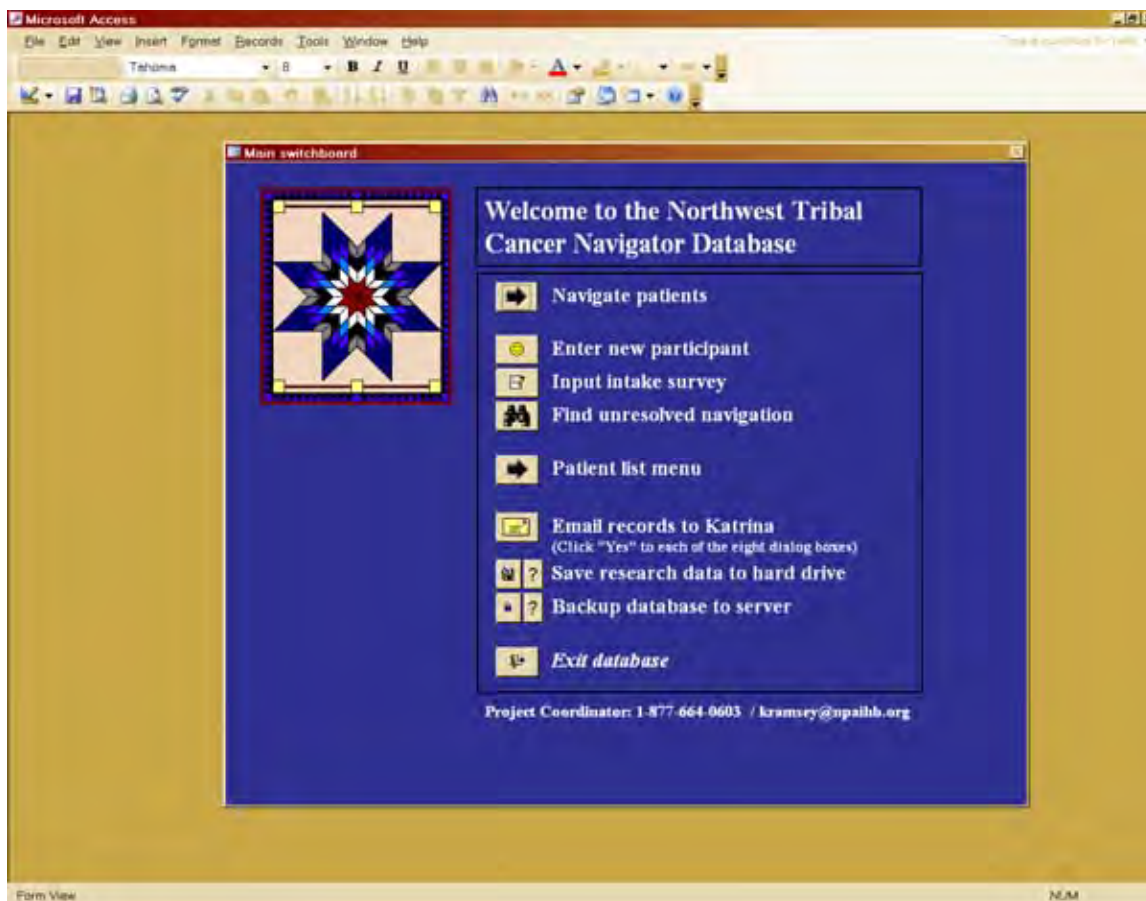 Microsoft Access
File Edit View Insert Format Records Tools Window Help
Tahoma 8 B I U A
Main switchboard
Welcome to the Northwest Tribal
Cancer Navigator Database
Navigate patients
Enter new participant
Input intake survey
Find unresolved navigation
Patient list menu
Email records to Katrina
(Click "Yes" to each of the eight dialog boxes)
? Save research data to hard drive
? Backup database to server
Exit database
Project Coordinator: 1-877-664-0603 / kramsey@npaihb.org
Form View NUM